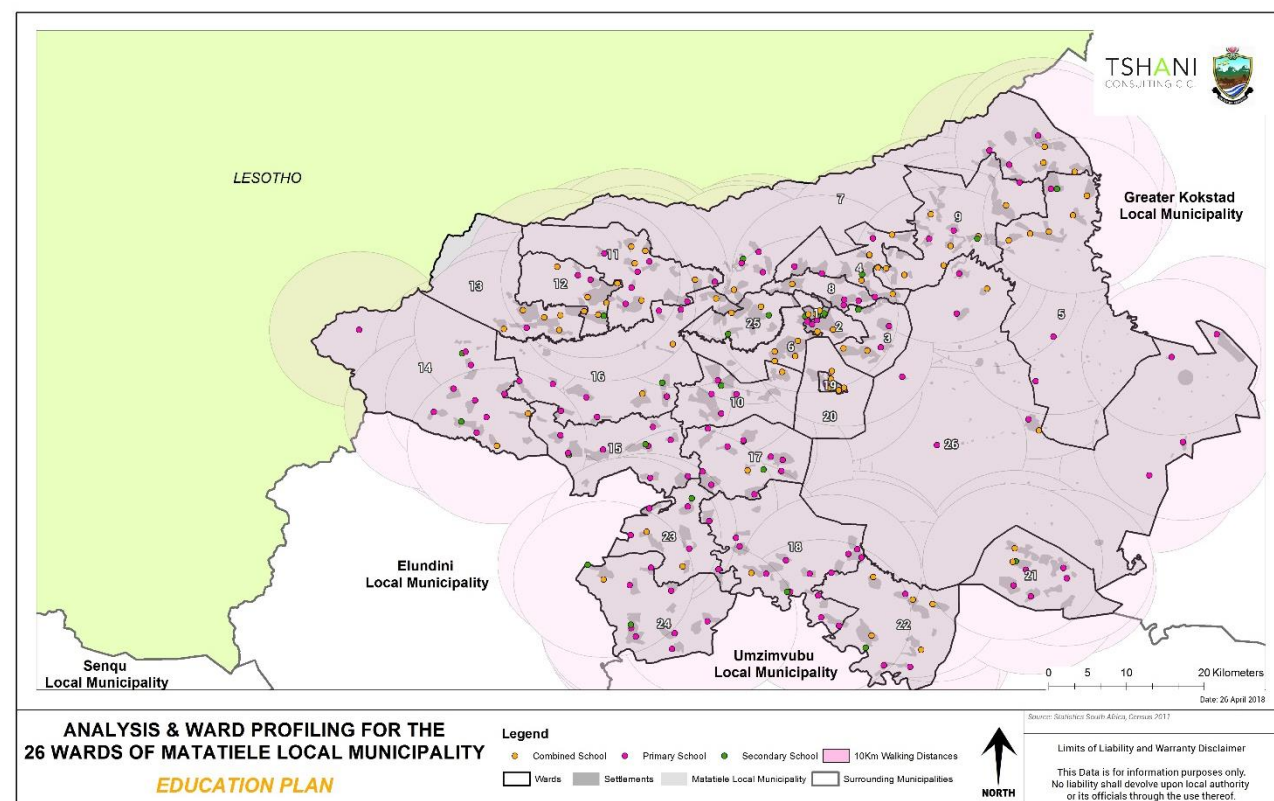 TSHANI
CONSULTING C.C.
LESOTHO
Greater Kokstad
Local Municipality
7
9
11
4
12
13
8
5
1
25
2
3
6
14
16
19
10
20
26
15
17
23
18
21
Elundini
Local Municipality
24
22
Umzimvubu
Local Municipality
Senqu
Local Municipality
0 5 10 20 Kilometers
Date: 26 April 2018
ANALYSIS & WARD PROFILING FOR THE
26 WARDS OF MATATIELE LOCAL MUNICIPALITY
EDUCATION PLAN
Legend
Combined School Primary School Secondary School 10Km Walking Distances
Wards Settlements Matatiele Local Municipality Surrounding Municipalities
NORTH
Source: Statistics South Africa, Census 2011
Limits of Liability and Warranty Disclaimer
This Data is for information purposes only.
No liability shall devolve upon local authority
or its officials through the use thereof.